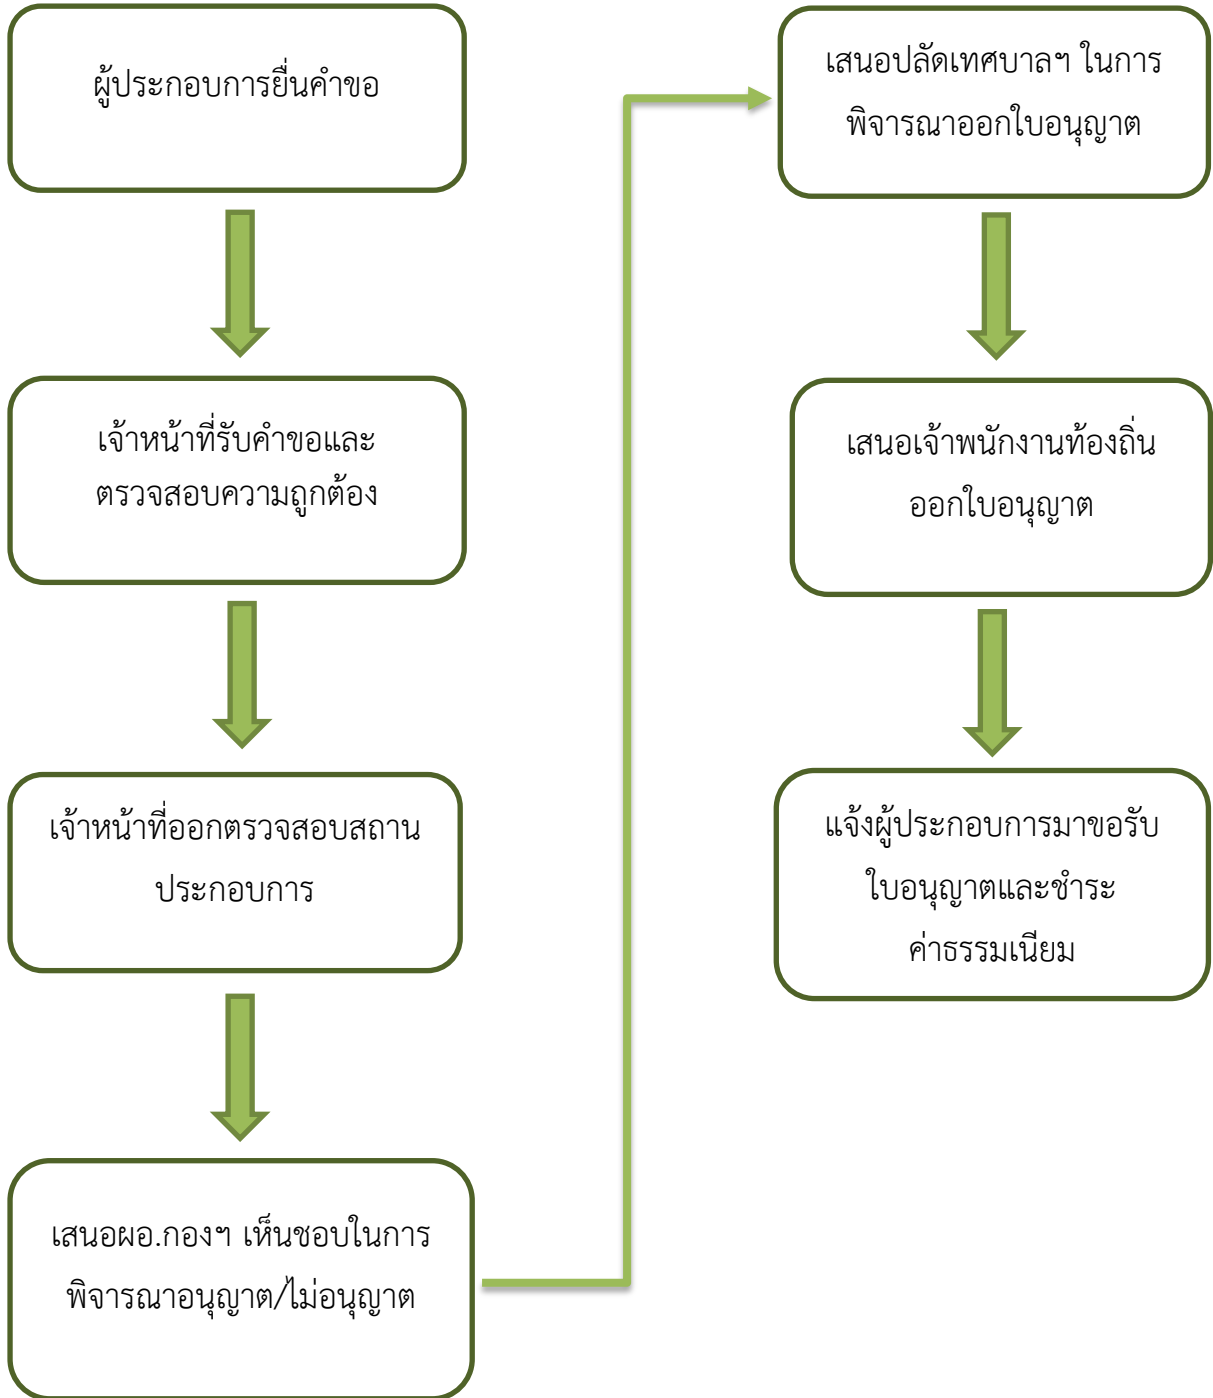 ผู้ประกอบการยื่นคำขอ
เจ้าหน้าที่รับคำขอและ
ตรวจสอบความถูกต้อง
เจ้าหน้าที่ออกตรวจสอบสถาน
ประกอบการ
เสนอผอ.กองฯ เห็นชอบในการ
พิจารณาอนุญาต/ไม่อนุญาต
เสนอปลัดเทศบาลฯ ในการ
พิจารณาออกใบอนุญาต
เสนอเจ้าพนักงานท้องถิ่น
ออกใบอนุญาต
แจ้งผู้ประกอบการมาขอรับ
ใบอนุญาตและชำระ
ค่าธรรมเนียม